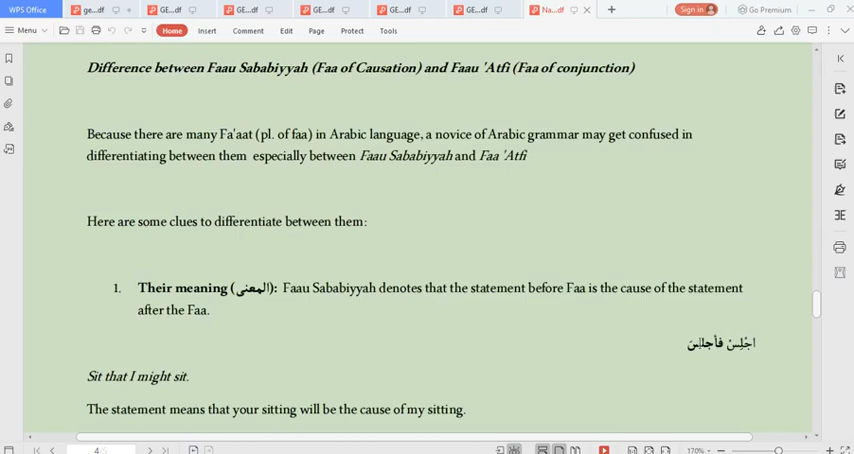 WPS Office ge...df GE...df GE...df GE...df GE...df GE...df Na...df Sign in Go Premium
Menu Home Insert Comment Edit Page Protect Tools
Difference between Faau Sababiyyah (Faa of Causation) and Faau 'Atfi (Faa of conjunction)
Because there are many Fa'aat (pl. of faa) in Arabic language, a novice of Arabic grammar may get confused in
differentiating between them especially between Faau Sababiyyah and Faa 'Atfi
Here are some clues to differentiate between them:
1. Their meaning (المعنى): Faau Sababiyyah denotes that the statement before Faa is the cause of the statement
after the Faa.
اجْلِسْ فأجلسَ
Sit that I might sit.
The statement means that your sitting will be the cause of my sitting.
170%